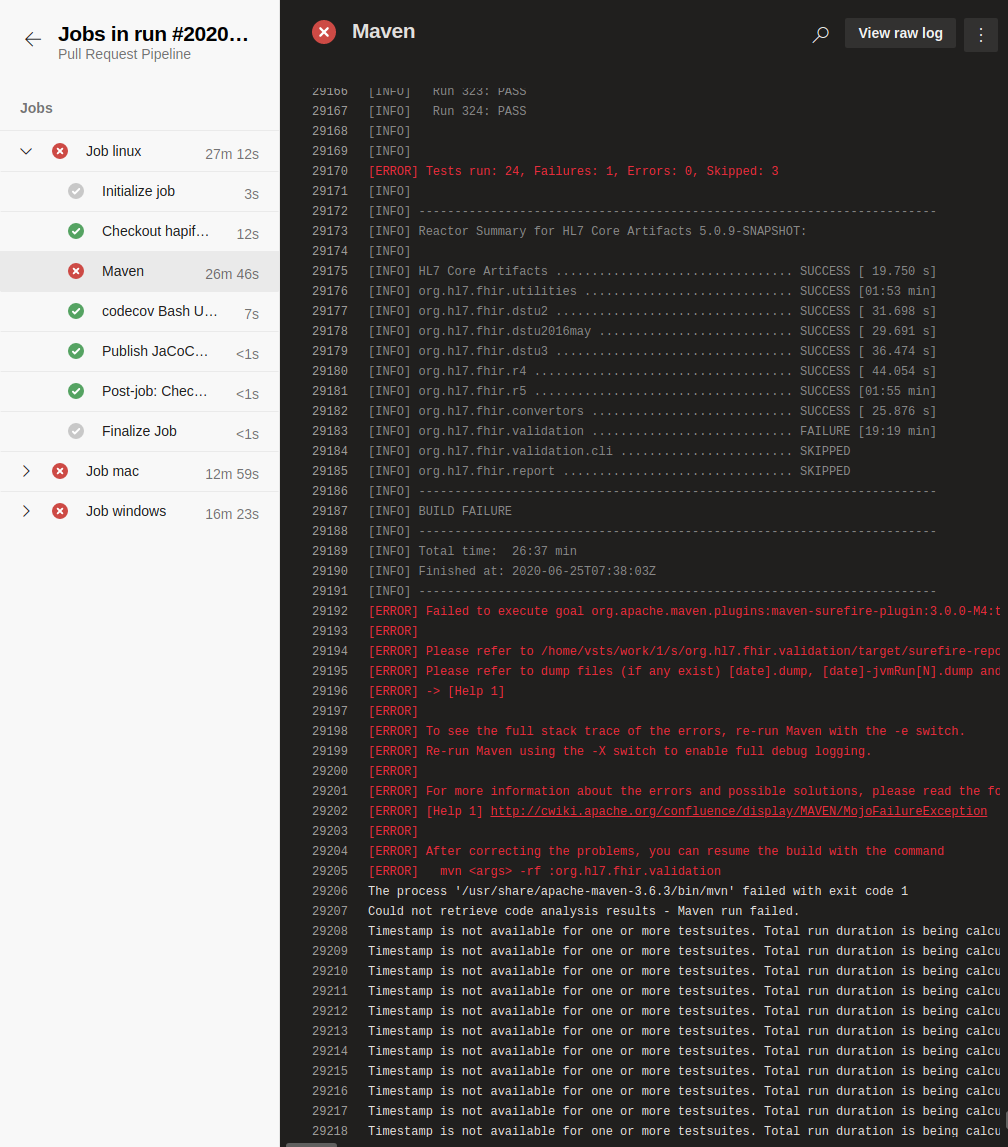 Jobs in run #2020…
Pull Request Pipeline
Jobs
Job linux 27m 12s
Initialize job 3s
Checkout hapif… 12s
Maven 26m 46s
codecov Bash U… 7s
Publish JaCoC… <1s
Post-job: Chec… <1s
Finalize Job <1s
Job mac 12m 59s
Job windows 16m 23s
Maven
View raw log
29166 [INFO]   Run 323: PASS
29167 [INFO]   Run 324: PASS
29168 [INFO]
29169 [INFO]
29170 [ERROR] Tests run: 24, Failures: 1, Errors: 0, Skipped: 3
29171 [INFO]
29172 [INFO] ------------------------------------------------------------------------
29173 [INFO] Reactor Summary for HL7 Core Artifacts 5.0.9-SNAPSHOT:
29174 [INFO]
29175 [INFO] HL7 Core Artifacts ................................. SUCCESS [ 19.750 s]
29176 [INFO] org.hl7.fhir.utilities ............................. SUCCESS [01:53 min]
29177 [INFO] org.hl7.fhir.dstu2 ................................. SUCCESS [ 31.698 s]
29178 [INFO] org.hl7.fhir.dstu2016may ........................... SUCCESS [ 29.691 s]
29179 [INFO] org.hl7.fhir.dstu3 ................................. SUCCESS [ 36.474 s]
29180 [INFO] org.hl7.fhir.r4 .................................... SUCCESS [ 44.054 s]
29181 [INFO] org.hl7.fhir.r5 .................................... SUCCESS [01:55 min]
29182 [INFO] org.hl7.fhir.convertors ............................ SUCCESS [ 25.876 s]
29183 [INFO] org.hl7.fhir.validation ............................ FAILURE [19:19 min]
29184 [INFO] org.hl7.fhir.validation.cli ........................ SKIPPED
29185 [INFO] org.hl7.fhir.report ................................ SKIPPED
29186 [INFO] ------------------------------------------------------------------------
29187 [INFO] BUILD FAILURE
29188 [INFO] ------------------------------------------------------------------------
29189 [INFO] Total time:  26:37 min
29190 [INFO] Finished at: 2020-06-25T07:38:03Z
29191 [INFO] ------------------------------------------------------------------------
29192 [ERROR] Failed to execute goal org.apache.maven.plugins:maven-surefire-plugin:3.0.0-M4:t
29193 [ERROR]
29194 [ERROR] Please refer to /home/vsts/work/1/s/org.hl7.fhir.validation/target/surefire-repo
29195 [ERROR] Please refer to dump files (if any exist) [date].dump, [date]-jvmRun[N].dump and
29196 [ERROR] -> [Help 1]
29197 [ERROR]
29198 [ERROR] To see the full stack trace of the errors, re-run Maven with the -e switch.
29199 [ERROR] Re-run Maven using the -X switch to enable full debug logging.
29200 [ERROR]
29201 [ERROR] For more information about the errors and possible solutions, please read the fo
29202 [ERROR] [Help 1] http://cwiki.apache.org/confluence/display/MAVEN/MojoFailureException
29203 [ERROR]
29204 [ERROR] After correcting the problems, you can resume the build with the command
29205 [ERROR]   mvn <args> -rf :org.hl7.fhir.validation
29206 The process '/usr/share/apache-maven-3.6.3/bin/mvn' failed with exit code 1
29207 Could not retrieve code analysis results - Maven run failed.
29208 Timestamp is not available for one or more testsuites. Total run duration is being calcu
29209 Timestamp is not available for one or more testsuites. Total run duration is being calcu
29210 Timestamp is not available for one or more testsuites. Total run duration is being calcu
29211 Timestamp is not available for one or more testsuites. Total run duration is being calcu
29212 Timestamp is not available for one or more testsuites. Total run duration is being calcu
29213 Timestamp is not available for one or more testsuites. Total run duration is being calcu
29214 Timestamp is not available for one or more testsuites. Total run duration is being calcu
29215 Timestamp is not available for one or more testsuites. Total run duration is being calcu
29216 Timestamp is not available for one or more testsuites. Total run duration is being calcu
29217 Timestamp is not available for one or more testsuites. Total run duration is being calcu
29218 Timestamp is not available for one or more testsuites. Total run duration is being calcu